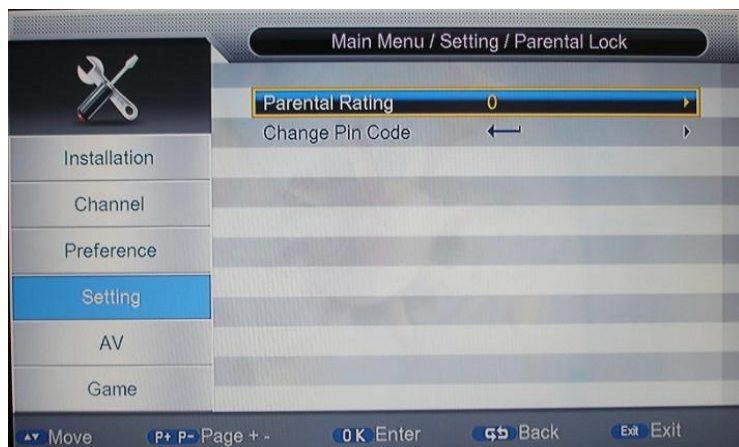 Main Menu / Setting / Parental Lock
Parental Rating 0
Change Pin Code
Installation
Channel
Preference
Setting
AV
Game
Move P+ P- Page + - OK Enter Back Exit Exit